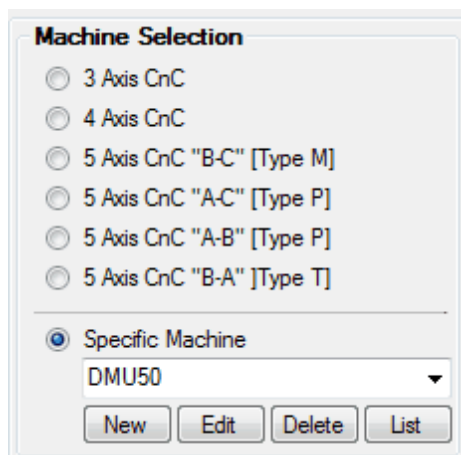 Machine Selection
3 Axis CnC
4 Axis CnC
5 Axis CnC "B-C" [Type M]
5 Axis CnC "A-C" [Type P]
5 Axis CnC "A-B" [Type P]
5 Axis CnC "B-A" ]Type T]
Specific Machine
DMU50
New Edit Delete List